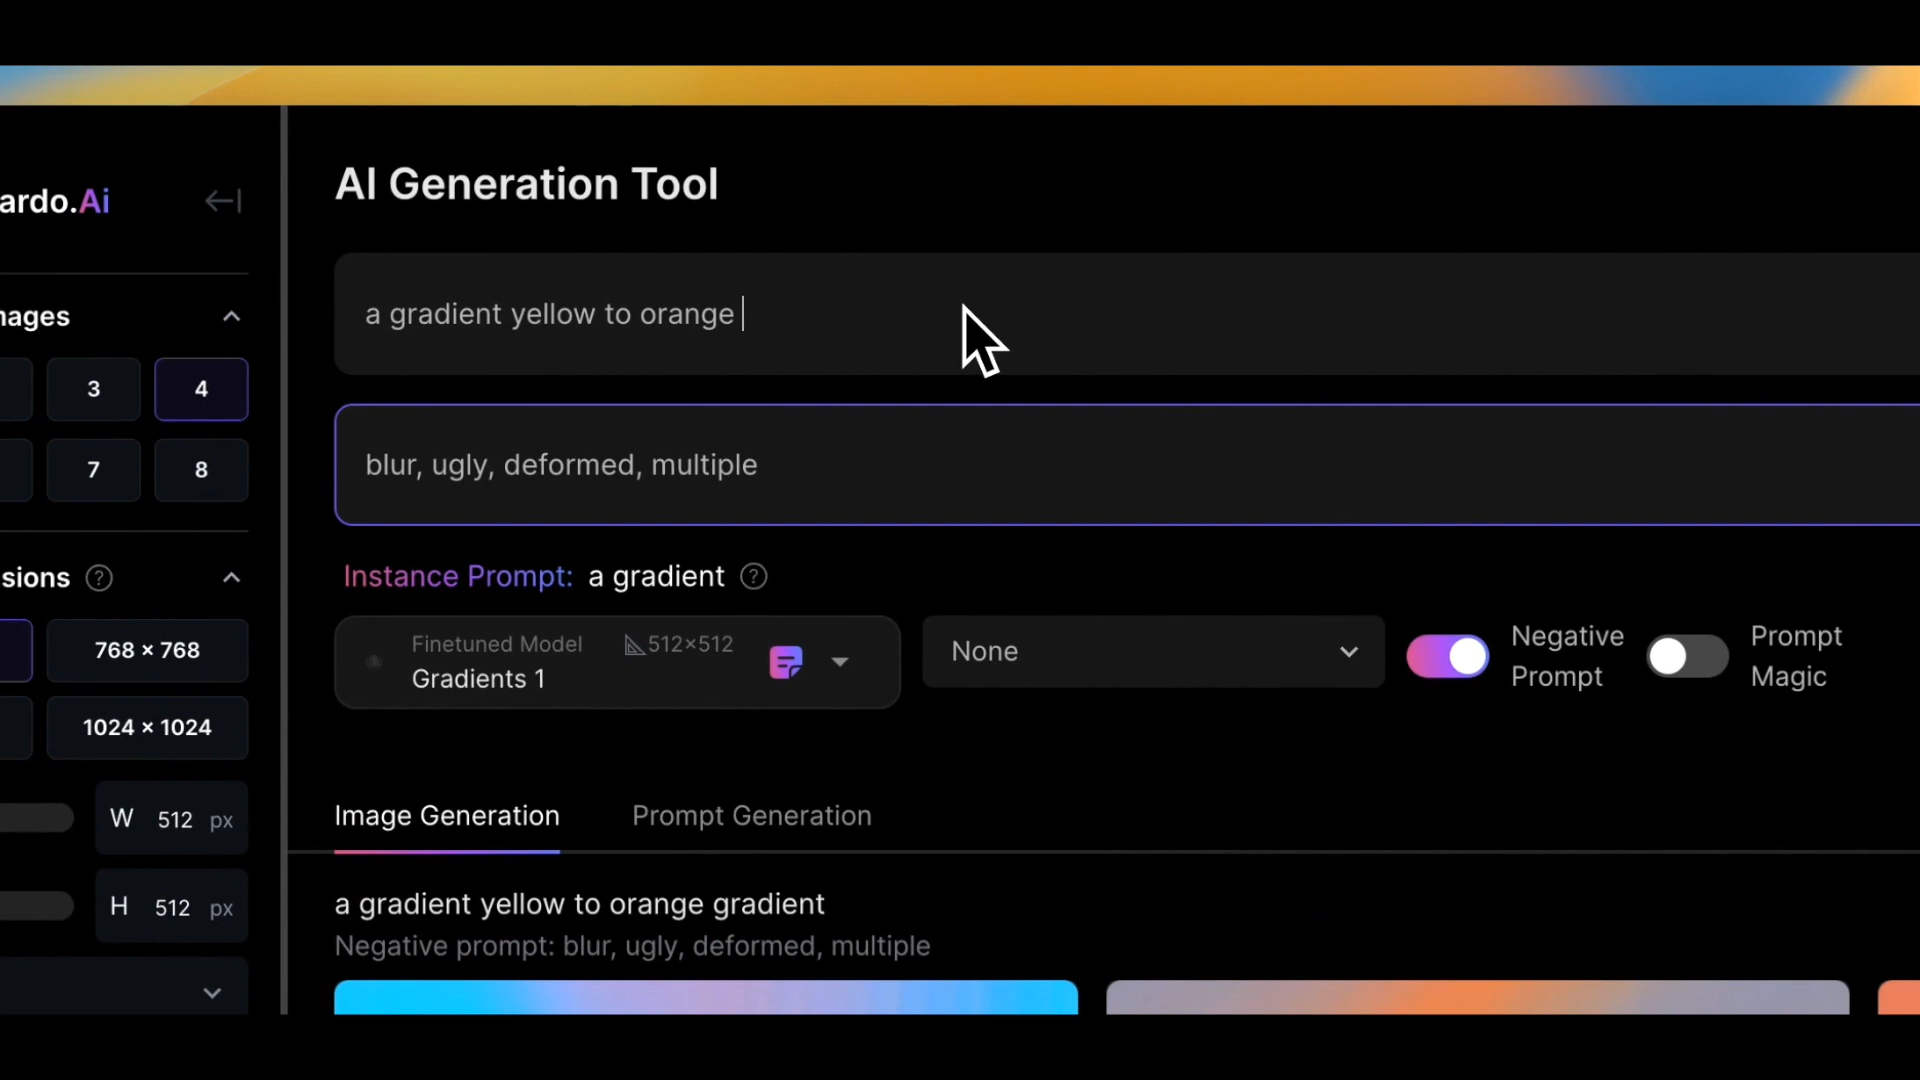 ardo.Ai
AI Generation Tool
a gradient yellow to orange
mages
3
4
7
8
blur, ugly, deformed, multiple
Instance Prompt: a gradient ?
sions ?
768 × 768
1024 × 1024
Finetuned Model 512×512
Gradients 1
None
Negative
Prompt
Prompt
Magic
W 512 px
H 512 px
Image Generation
Prompt Generation
a gradient yellow to orange gradient
Negative prompt: blur, ugly, deformed, multiple